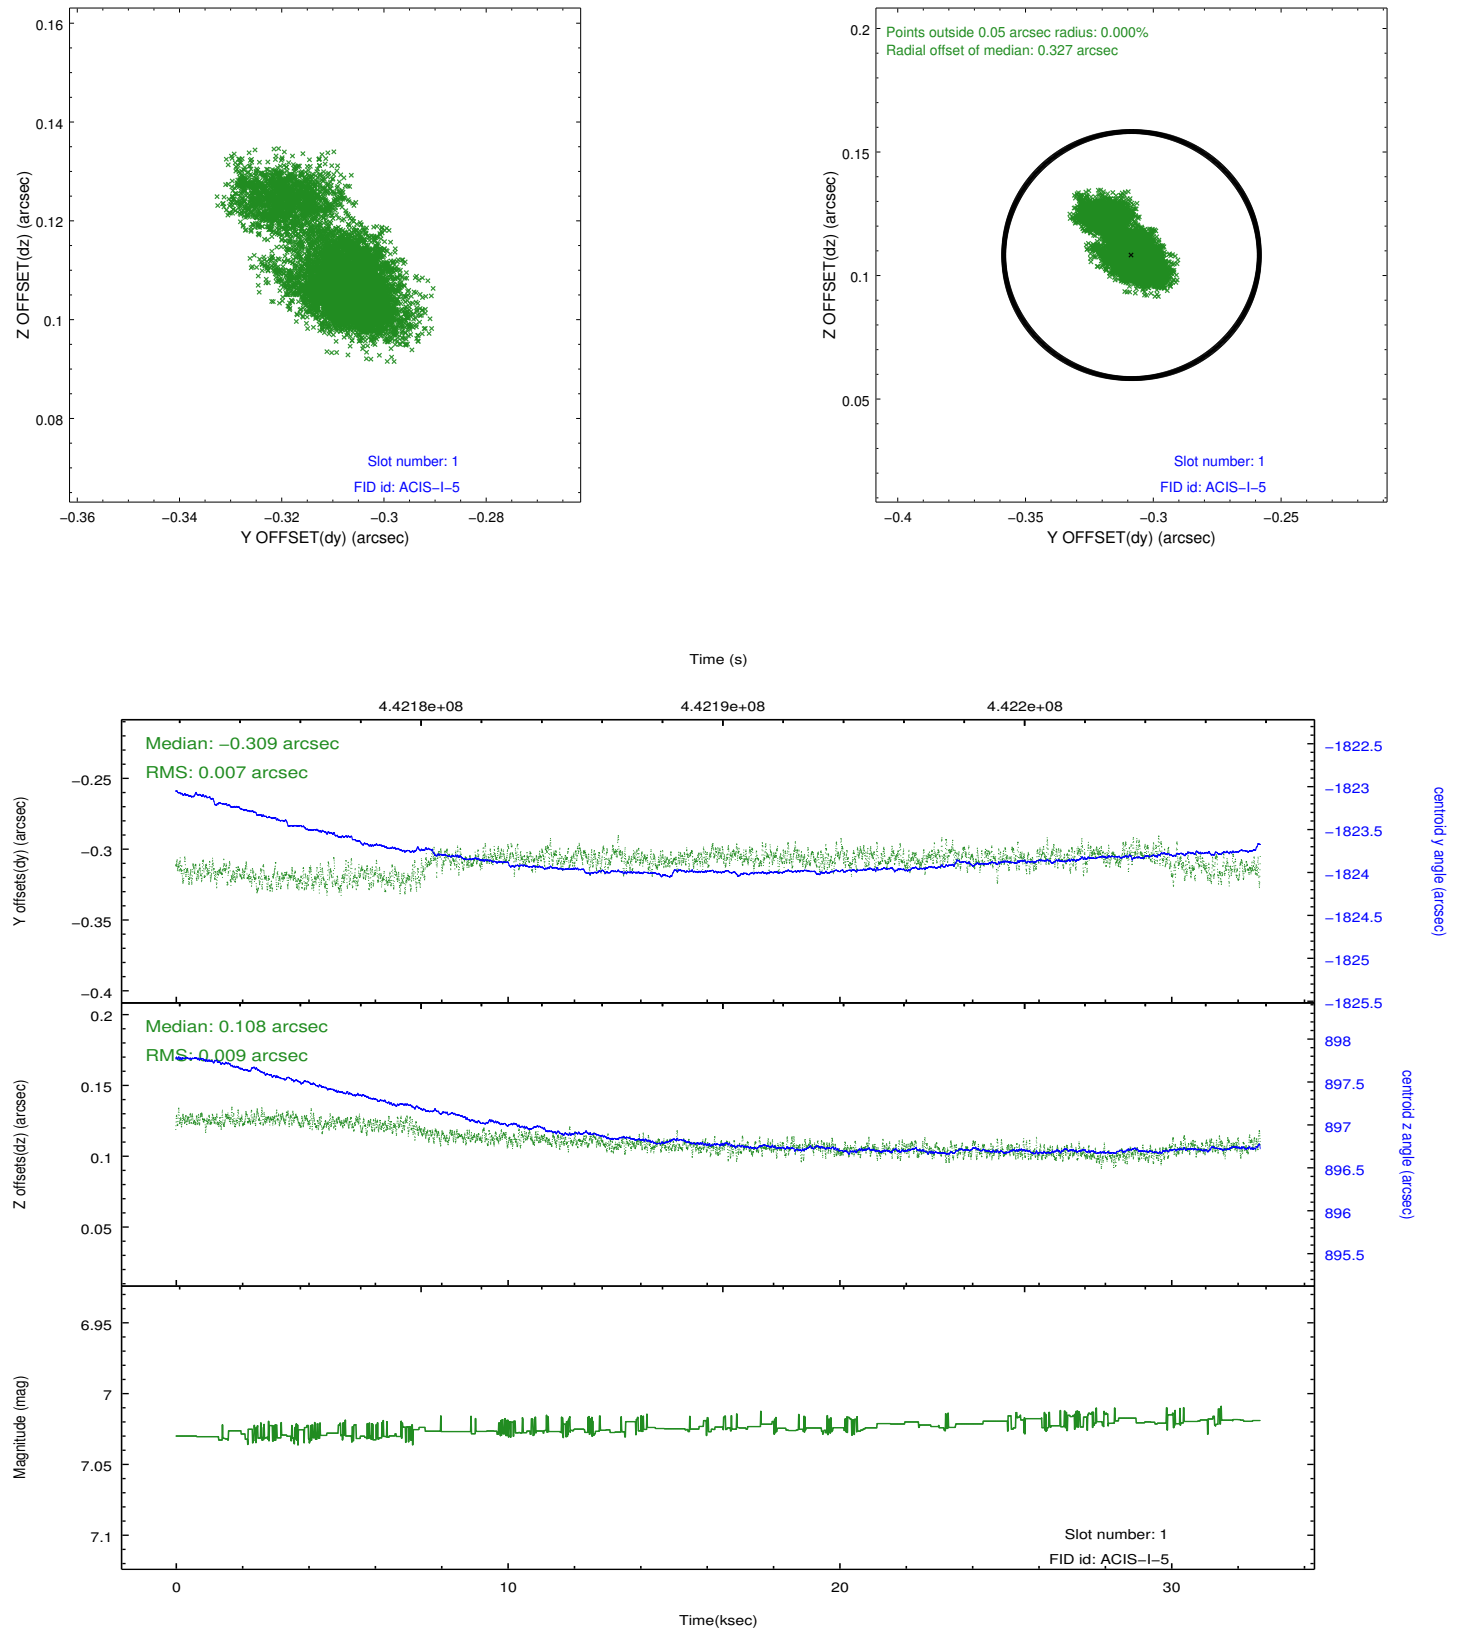 0.16
0.14
0.12
0.1
0.08
Z OFFSET(dz) (arcsec)
Slot number: 1
FID id: ACIS−I−5
−0.36 −0.34 −0.32 −0.3 −0.28
Y OFFSET(dy) (arcsec)
Points outside 0.05 arcsec radius: 0.000%
Radial offset of median: 0.327 arcsec
0.2
0.15
0.1
0.05
Z OFFSET(dz) (arcsec)
Slot number: 1
FID id: ACIS−I−5
−0.4 −0.35 −0.3 −0.25
Y OFFSET(dy) (arcsec)
Time (s)
4.4218e+08 4.4219e+08 4.422e+08
Median: −0.309 arcsec
RMS: 0.007 arcsec
−0.25
−0.3
−0.35
−0.4
Y offsets(dy) (arcsec)
−1822.5
−1823
−1823.5
−1824
−1824.5
−1825
−1825.5
centroid y angle (arcsec)
Median: 0.108 arcsec
RMS: 0.009 arcsec
0.2
0.15
0.1
0.05
Z offsets(dz) (arcsec)
898
897.5
897
896.5
896
895.5
centroid z angle (arcsec)
6.95
7
7.05
7.1
Magnitude (mag)
Slot number: 1
FID id: ACIS−I−5
0 10 20 30
Time(ksec)